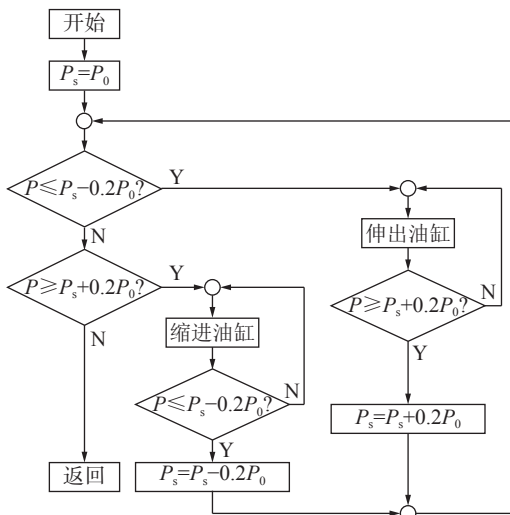 开始
Pₛ=P₀
P≤Pₛ−0.2P₀?
Y
N
伸出油缸
P≥Pₛ+0.2P₀?
Y
N
P≥Pₛ+0.2P₀?
N
Y
缩进油缸
P≤Pₛ−0.2P₀?
N
Y
Pₛ=Pₛ+0.2P₀
返回
Pₛ=Pₛ−0.2P₀